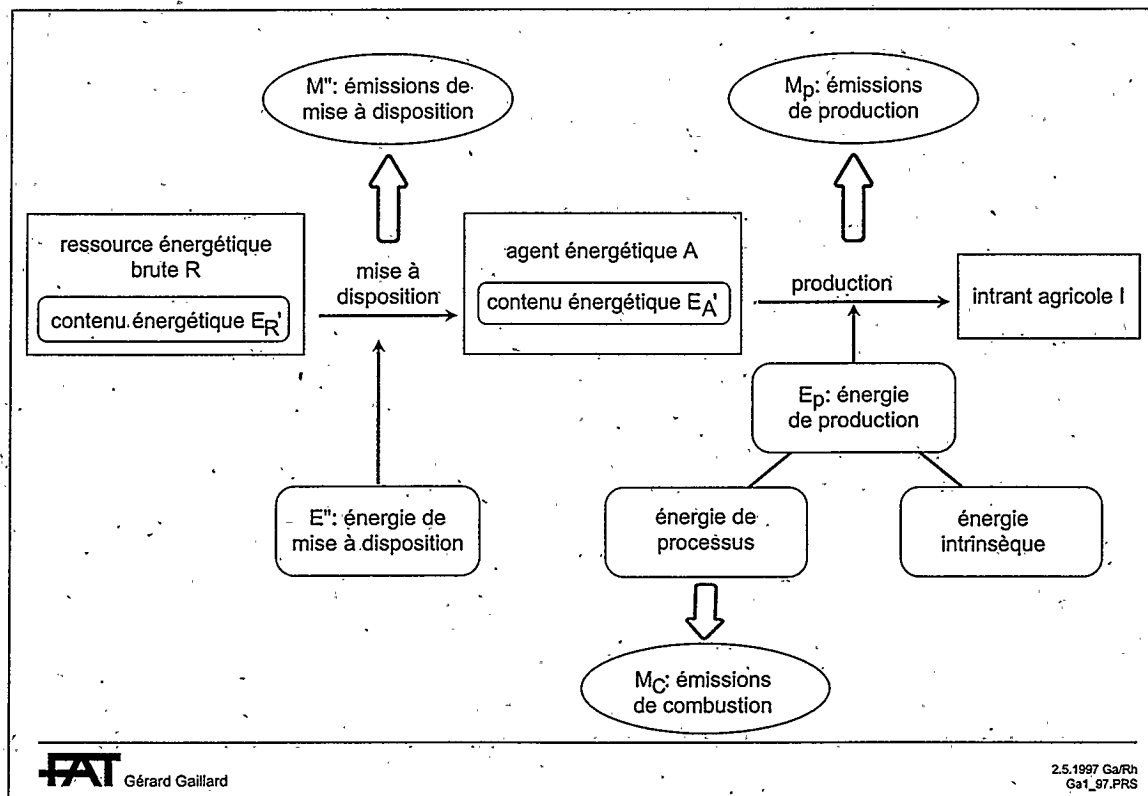 M": émissions de
mise à disposition
Mp: émissions
de production
ressource énergétique
brute R
contenu énergétique ER'
mise à
disposition
agent énergétique A
contenu énergétique EA'
production
intrant agricole I
Ep: énergie
de production
E": énergie de
mise à disposition
énergie de
processus
énergie
intrinsèque
MC: émissions
de combustion
FAT Gérard Gaillard
2.5.1997 Ga/Rh
Ga1_97.PRS